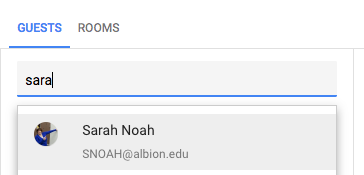 GUESTS ROOMS
sara
Sarah Noah
SNOAH@albion.edu